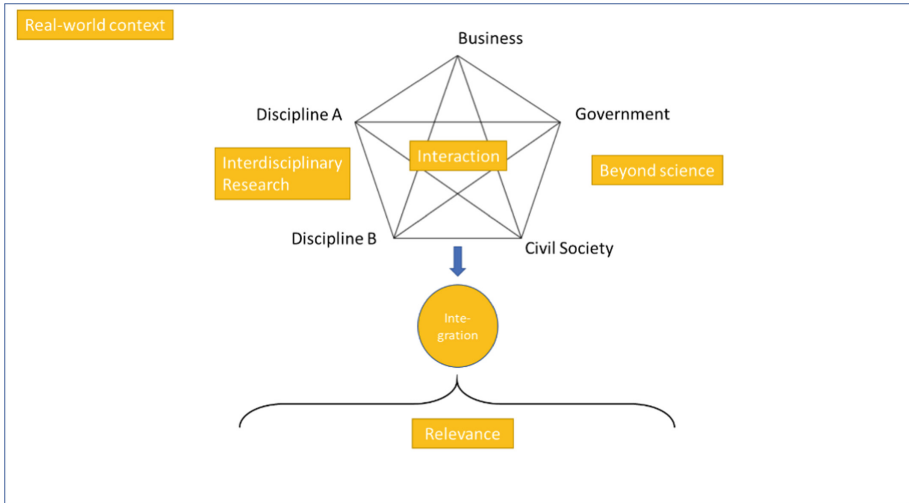 Real-world context
Business
Discipline A
Government
Interdisciplinary
Research
Interaction
Beyond science
Discipline B
Civil Society
Inte-
gration
Relevance